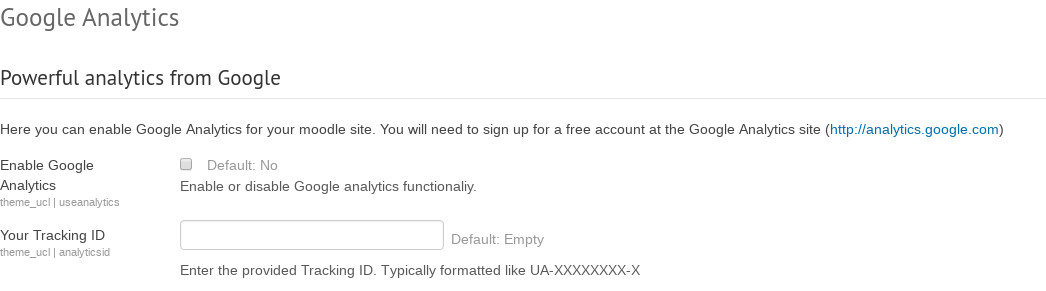 Google Analytics
Powerful analytics from Google
Here you can enable Google Analytics for your moodle site. You will need to sign up for a free account at the Google Analytics site (http://analytics.google.com)
Enable Google
Analytics
theme_ucl | useanalytics
Default: No
Enable or disable Google analytics functionaliy.
Your Tracking ID
theme_ucl | analyticsid
Default: Empty
Enter the provided Tracking ID. Typically formatted like UA-XXXXXXXX-X